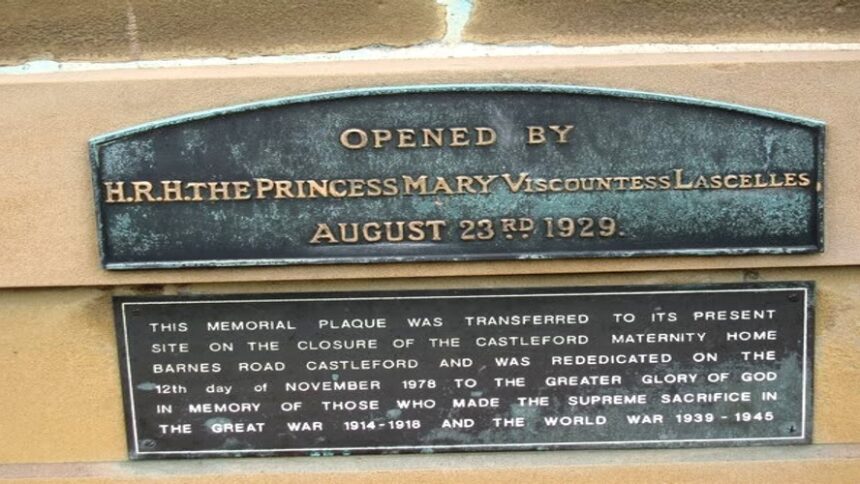 OPENED BY
H.R.H. THE PRINCESS MARY VISCOUNTESS LASCELLES,
AUGUST 23RD. 1929.
THIS MEMORIAL PLAQUE WAS TRANSFERRED TO ITS PRESENT
SITE ON THE CLOSURE OF THE CASTLEFORD MATERNITY HOME
BARNES ROAD CASTLEFORD AND WAS REDEDICATED ON THE
12th day of NOVEMBER 1978 TO THE GREATER GLORY OF GOD
IN MEMORY OF THOSE WHO MADE THE SUPREME SACRIFICE IN
THE GREAT WAR 1914-1918 AND THE WORLD WAR 1939 - 1945